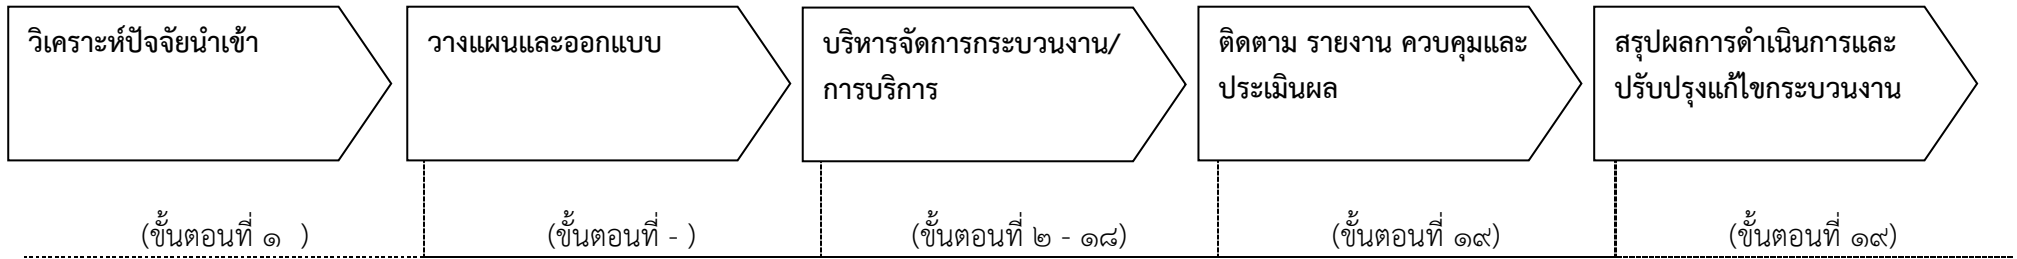 วิเคราะห์ปัจจัยนำเข้า
วางแผนและออกแบบ
บริหารจัดการกระบวนงาน/
การบริการ
ติดตาม รายงาน ควบคุมและ
ประเมินผล
สรุปผลการดำเนินการและ
ปรับปรุงแก้ไขกระบวนงาน
(ขั้นตอนที่ ๑ )
(ขั้นตอนที่ - )
(ขั้นตอนที่ ๒ - ๑๘)
(ขั้นตอนที่ ๑๙)
(ขั้นตอนที่ ๑๙)